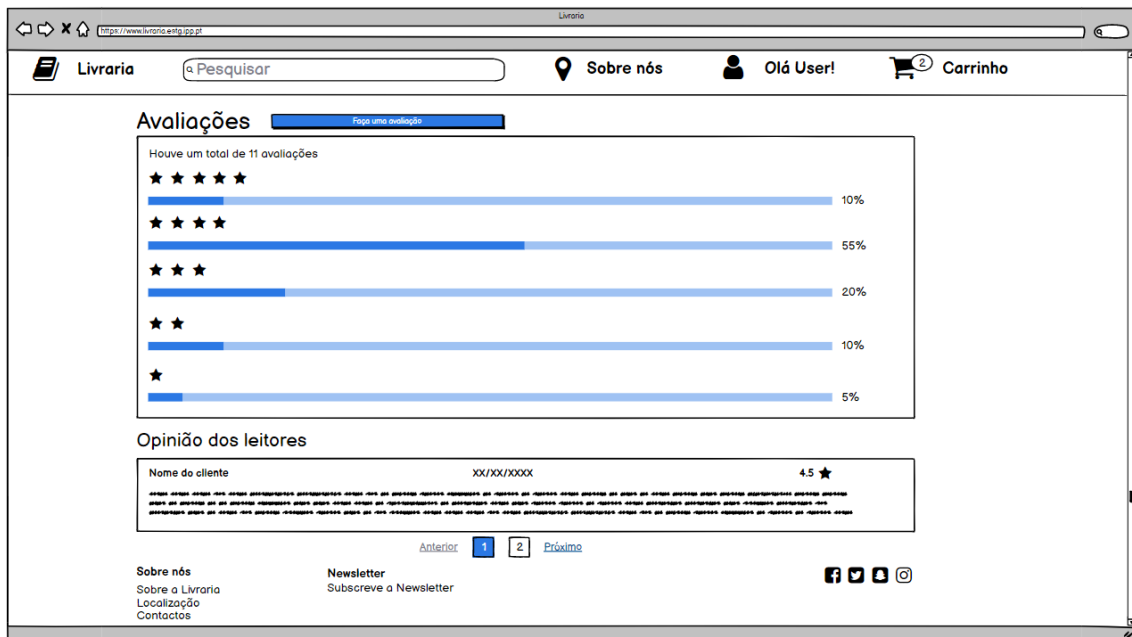 Livraria
https://www.livraria.estg.ipp.pt
Livraria
Pesquisar
Sobre nós
Olá User!
2
Carrinho
Avaliações
Faça uma avaliação
Houve um total de 11 avaliações
10%
55%
20%
10%
5%
Opinião dos leitores
Nome do cliente
XX/XX/XXXX
4.5
Anterior
1
2
Próximo
Sobre nós
Sobre a Livraria
Localização
Contactos
Newsletter
Subscreve a Newsletter